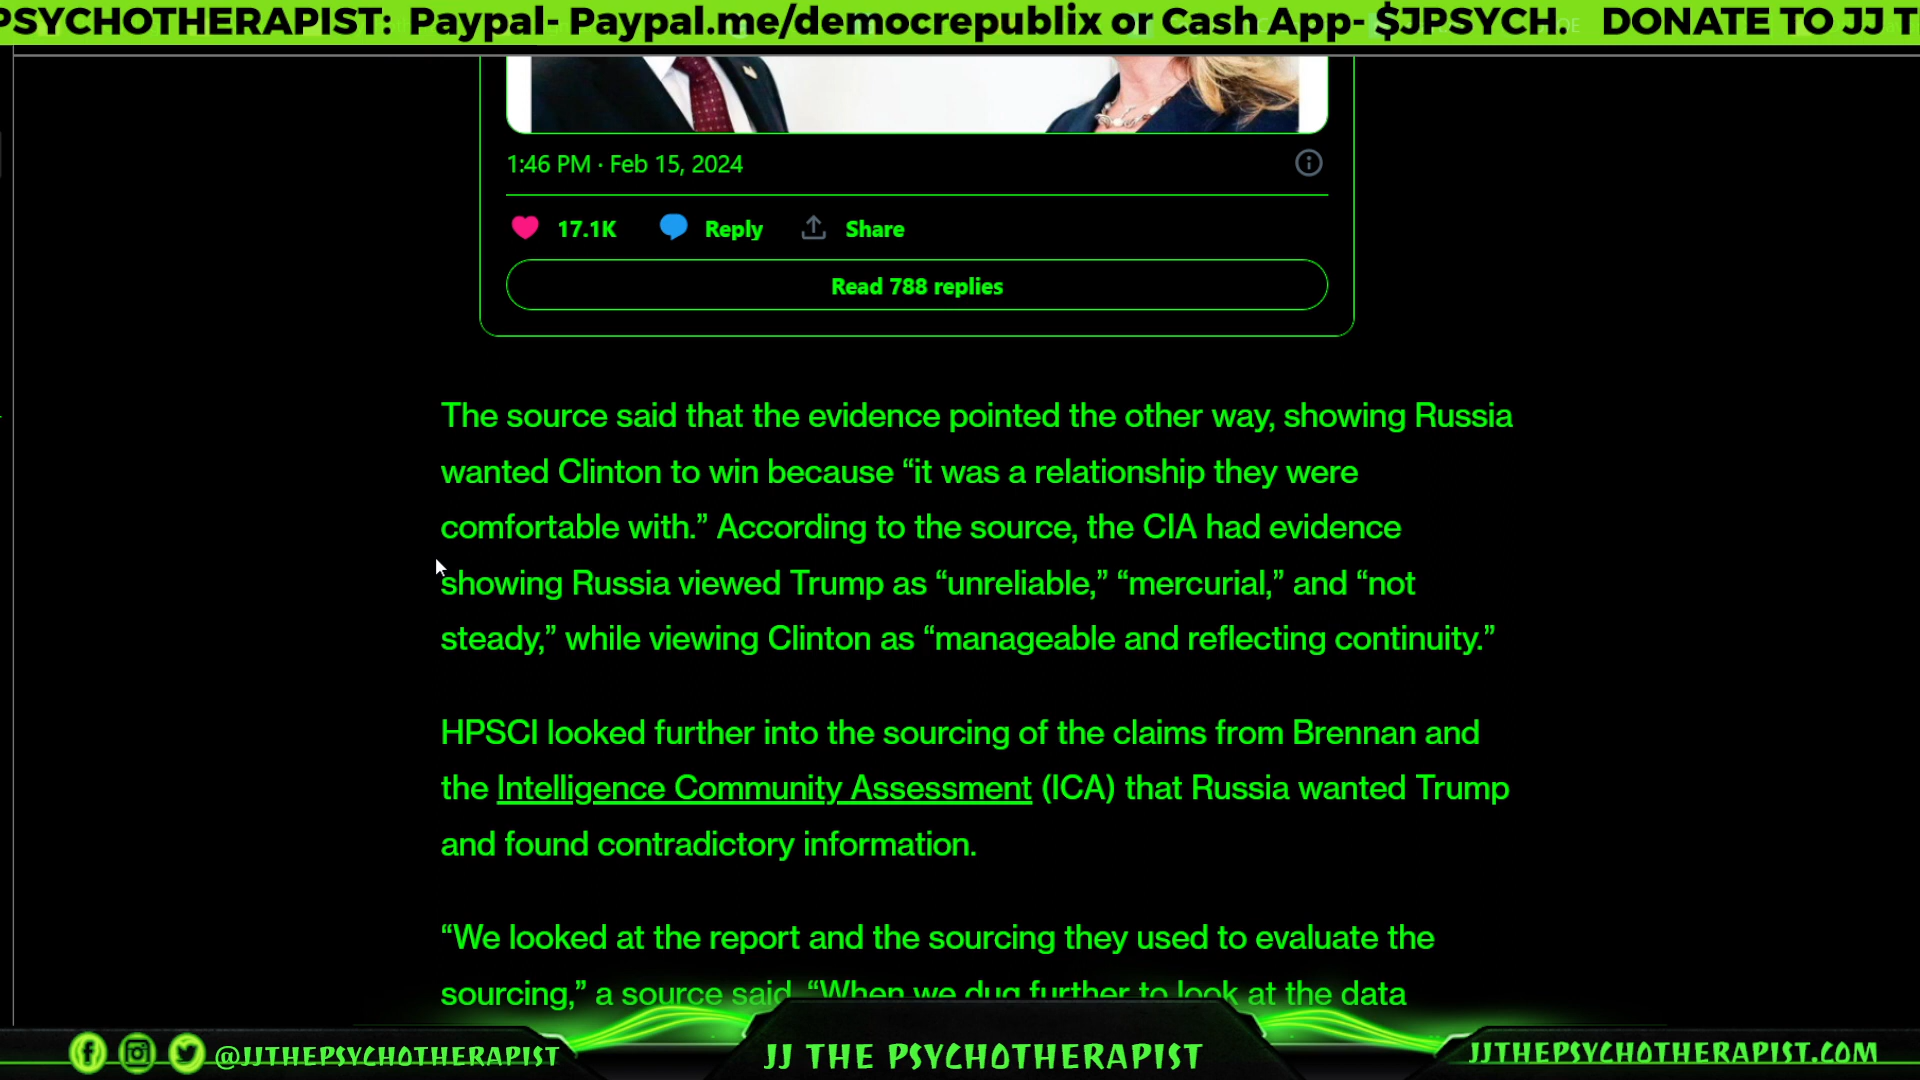 PSYCHOTHERAPIST: Paypal- Paypal.me/democrepublix or Cash App- $JPSYCH. DONATE TO JJ T
1:46 PM · Feb 15, 2024
17.1K Reply Share
Read 788 replies
The source said that the evidence pointed the other way, showing Russia
wanted Clinton to win because “it was a relationship they were
comfortable with.” According to the source, the CIA had evidence
showing Russia viewed Trump as “unreliable,” “mercurial,” and “not
steady,” while viewing Clinton as “manageable and reflecting continuity.”
HPSCI looked further into the sourcing of the claims from Brennan and
the Intelligence Community Assessment (ICA) that Russia wanted Trump
and found contradictory information.
“We looked at the report and the sourcing they used to evaluate the
sourcing,” a source said. “When we dug further to look at the data
@JJTHEPSYCHOTHERAPIST JJ THE PSYCHOTHERAPIST JJTHEPSYCHOTHERAPIST.COM